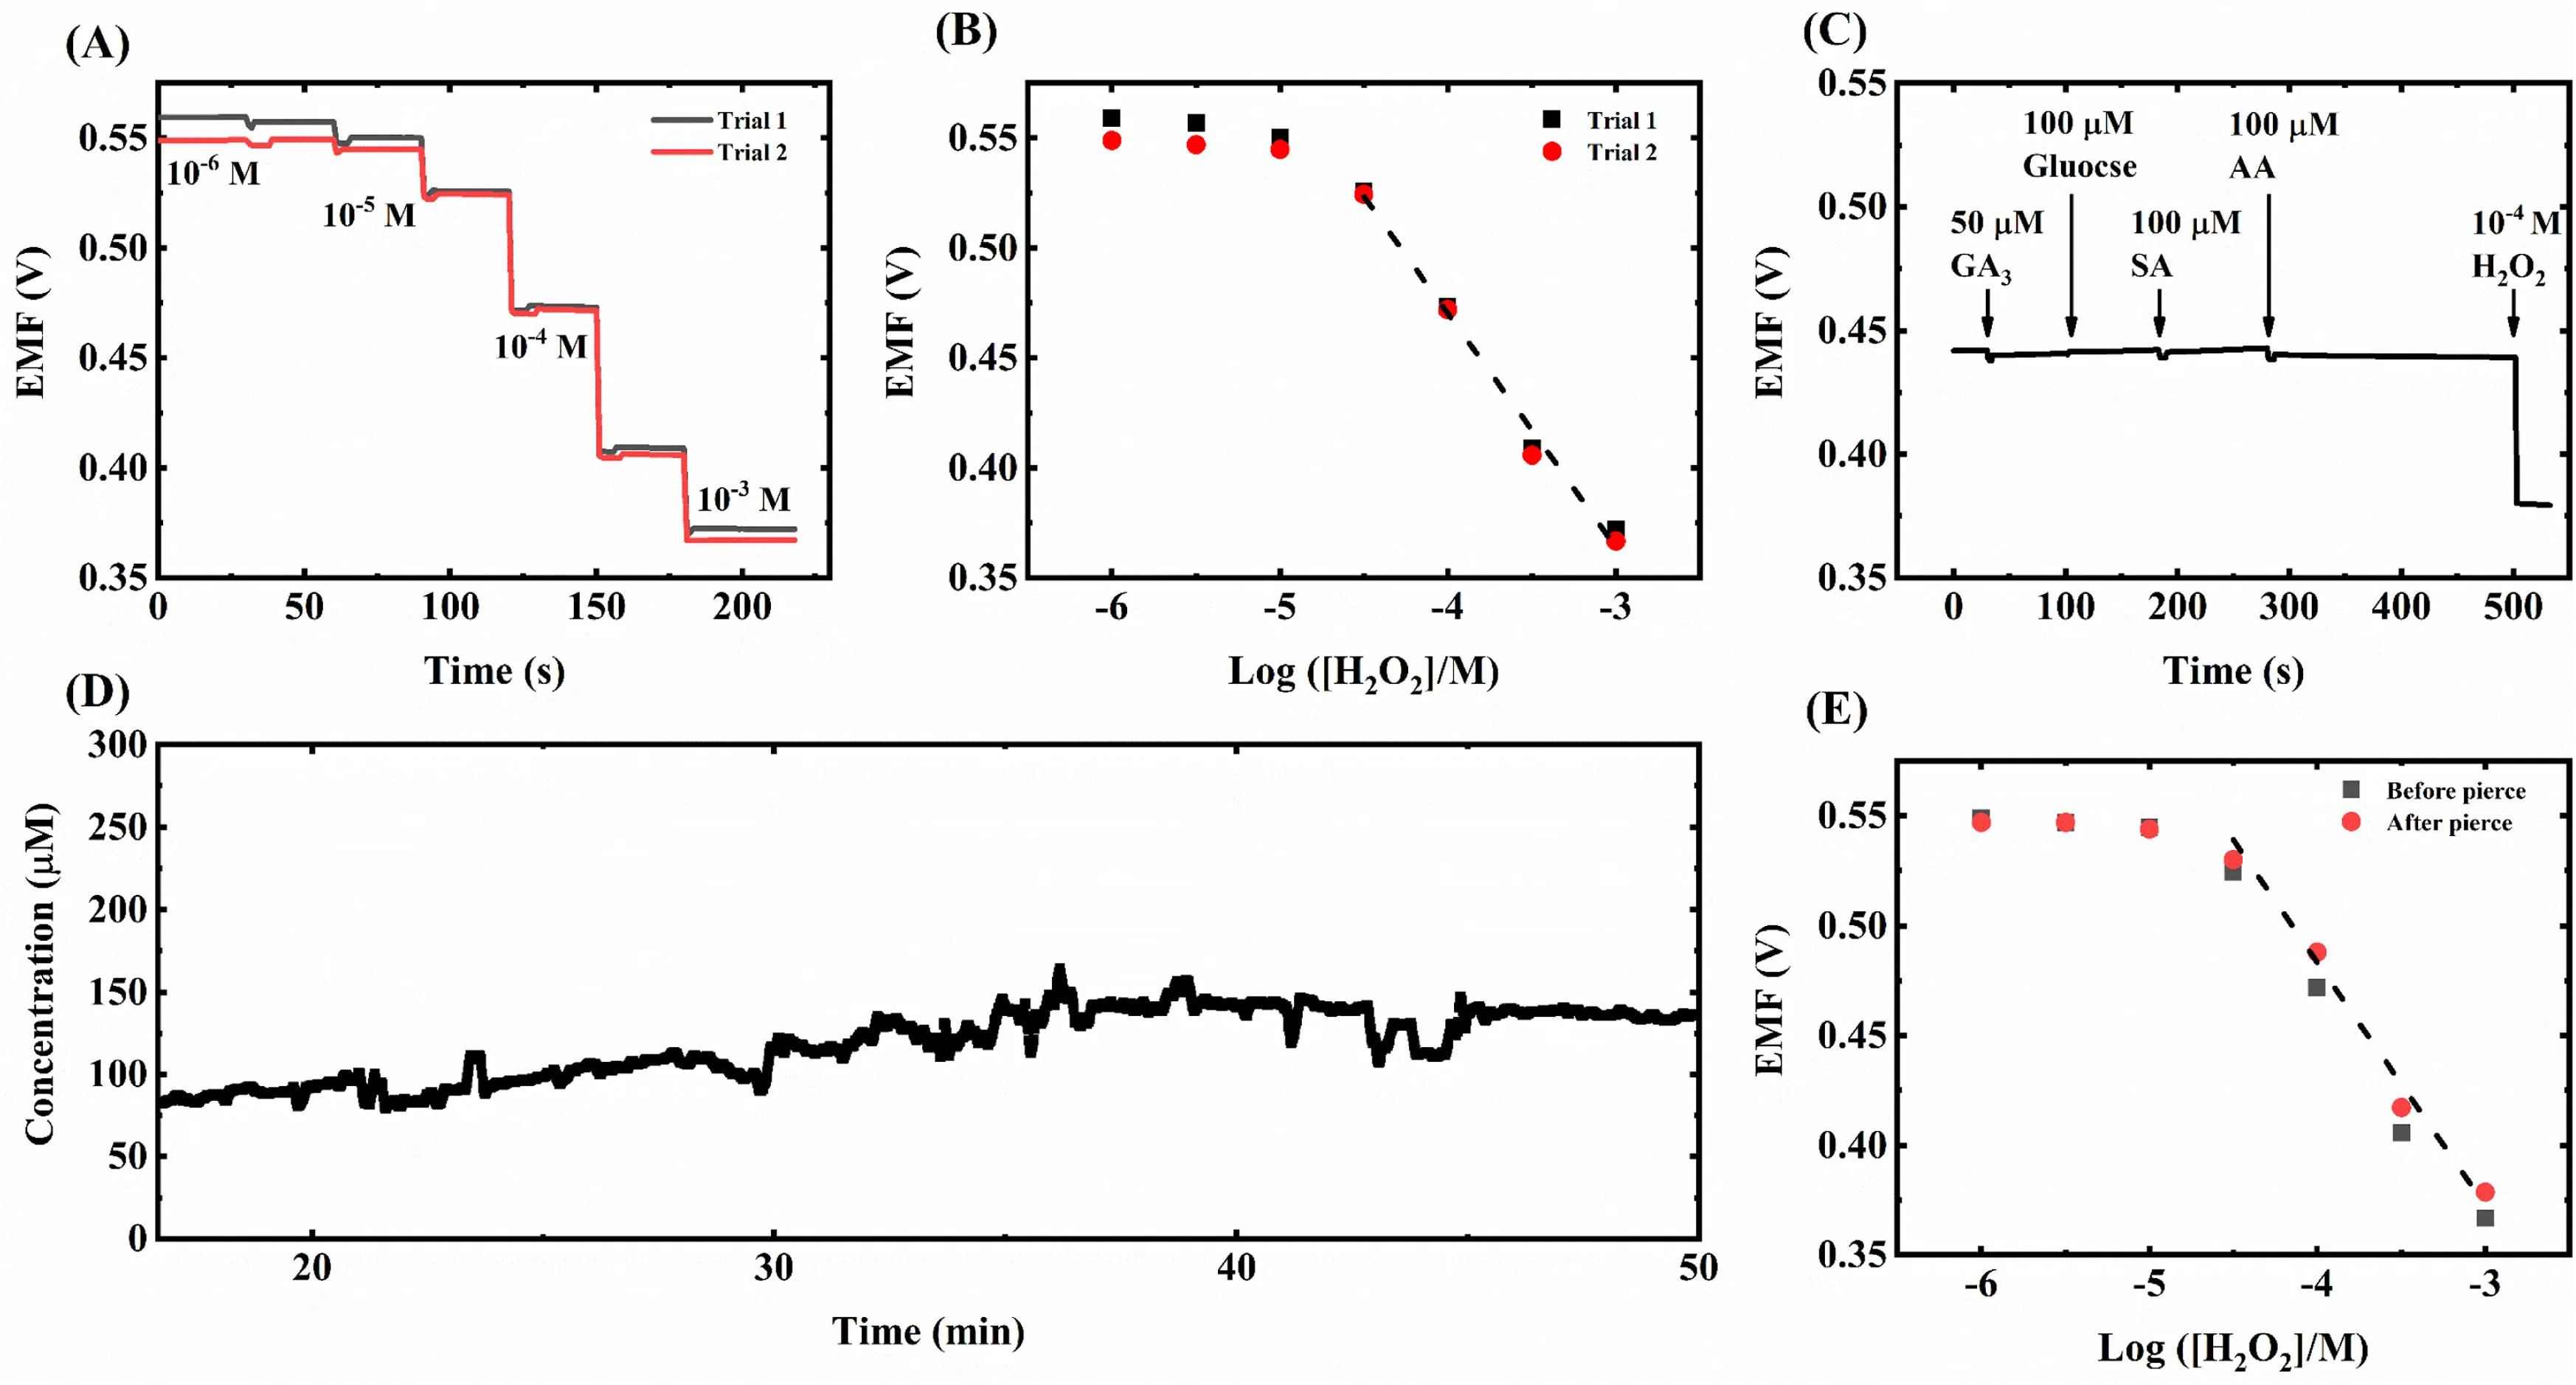 (A)
0.55
0.50
0.45
0.40
0.35
EMF (V)
0 50 100 150 200
Time (s)
Trial 1
Trial 2
10⁻⁶ M
10⁻⁵ M
10⁻⁴ M
10⁻³ M
(B)
0.55
0.50
0.45
0.40
0.35
EMF (V)
-6 -5 -4 -3
Log ([H₂O₂]/M)
Trial 1
Trial 2
(C)
0.55
0.50
0.45
0.40
0.35
EMF (V)
0 100 200 300 400 500
Time (s)
100 μM
Gluocse
100 μM
AA
50 μM
GA₃
100 μM
SA
10⁻⁴ M
H₂O₂
(D)
300
250
200
150
100
50
0
Concentration (μM)
20 30 40 50
Time (min)
(E)
0.55
0.50
0.45
0.40
0.35
EMF (V)
-6 -5 -4 -3
Log ([H₂O₂]/M)
Before pierce
After pierce